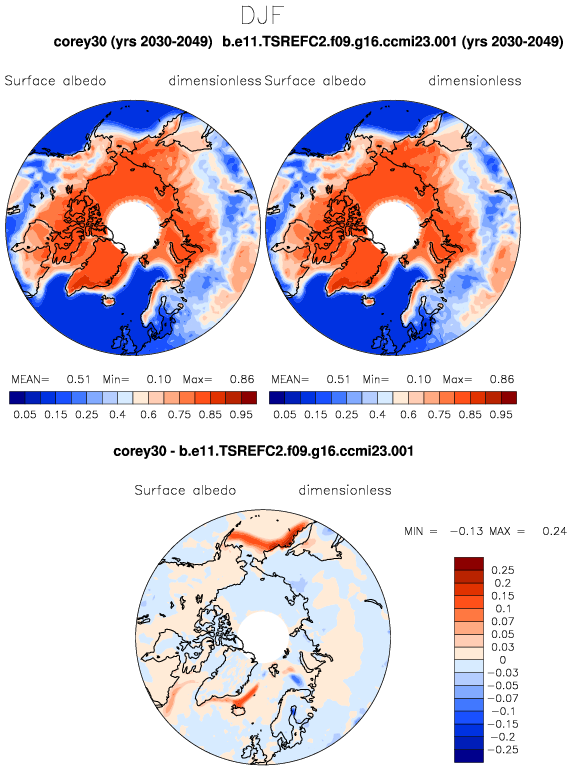 DJF
corey30 (yrs 2030-2049) b.e11.TSREFC2.f09.g16.ccmi23.001 (yrs 2030-2049)
Surface albedo dimensionless Surface albedo dimensionless
MEAN= 0.51 Min= 0.10 Max= 0.86 MEAN= 0.51 Min= 0.10 Max= 0.86
0.05 0.15 0.25 0.4 0.6 0.75 0.85 0.95 0.05 0.15 0.25 0.4 0.6 0.75 0.85 0.95
corey30 - b.e11.TSREFC2.f09.g16.ccmi23.001
Surface albedo dimensionless
MIN = -0.13 MAX = 0.24
0.25
0.2
0.15
0.1
0.07
0.05
0.03
0
-0.03
-0.05
-0.07
-0.1
-0.15
-0.2
-0.25